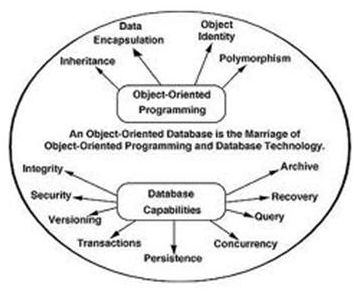 Data
Encapsulation
Object
Identity
Inheritance
Polymorphism
Object-Oriented
Programming
An Object-Oriented Database is the Marriage of
Object-Oriented Programming and Database Technology.
Integrity
Archive
Security
Database
Capabilities
Recovery
Versioning
Query
Transactions
Concurrency
Persistence